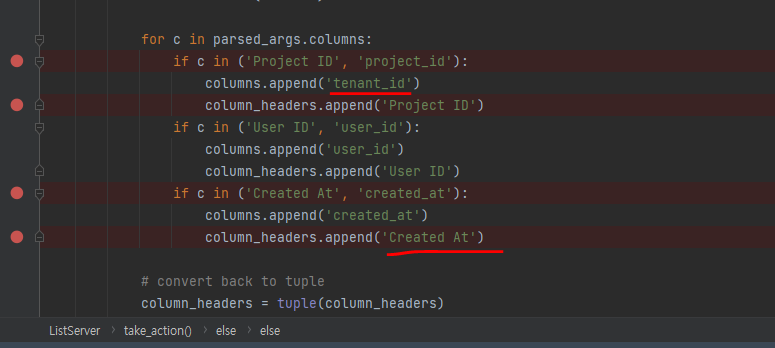 for c in parsed_args.columns:
if c in ('Project ID', 'project_id'):
columns.append('tenant_id')
column_headers.append('Project ID')
if c in ('User ID', 'user_id'):
columns.append('user_id')
column_headers.append('User ID')
if c in ('Created At', 'created_at'):
columns.append('created_at')
column_headers.append('Created At')
# convert back to tuple
column_headers = tuple(column_headers)
ListServer › take_action() › else › else